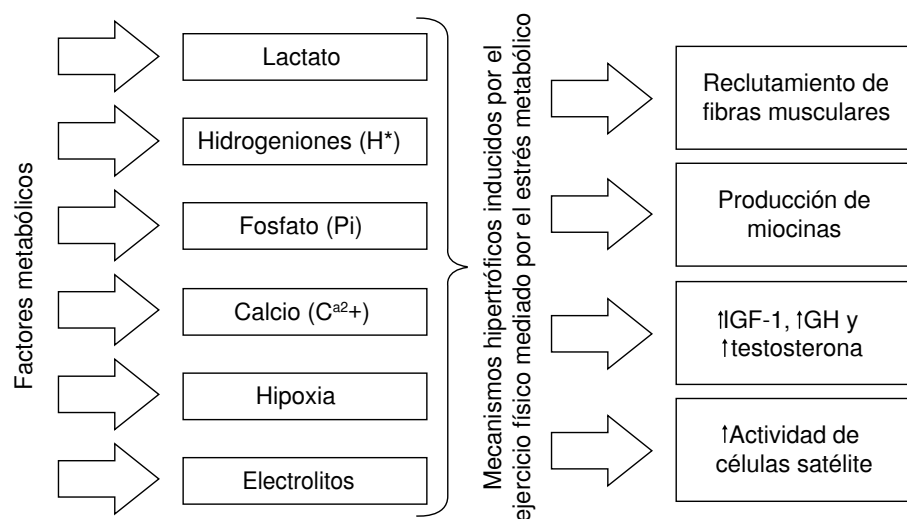 Factores metabólicos
Lactato
Hidrogeniones (H*)
Fosfato (Pi)
Calcio (Cᵃ²+)
Hipoxia
Electrolitos
Mecanismos hipertróficos inducidos por el
ejercicio físico mediado por el estrés metabólico
Reclutamiento de
fibras musculares
Producción de
miocinas
↑IGF-1, ↑GH y
↑testosterona
↑Actividad de
células satélite